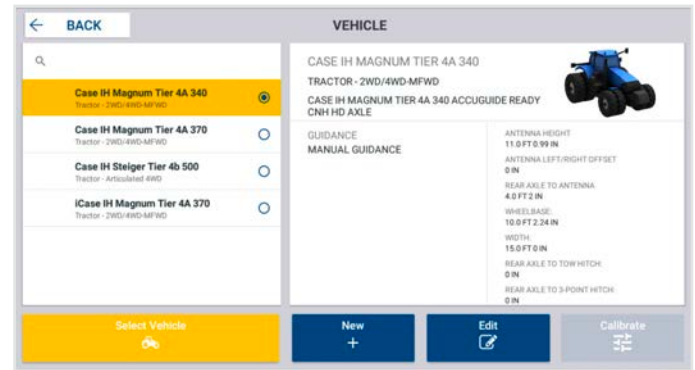 BACK
VEHICLE
Case IH Magnum Tier 4A 340
Tractor - 2WD/4WD-MFWD
Case IH Magnum Tier 4A 370
Tractor - 2WD/4WD-MFWD
Case IH Steiger Tier 4b 500
Tractor - Articulated 4WD
iCase IH Magnum Tier 4A 370
Tractor - 2WD/4WD-MFWD
CASE IH MAGNUM TIER 4A 340
TRACTOR - 2WD/4WD-MFWD
CASE IH MAGNUM TIER 4A 340 ACCUGUIDE READY
CNH HD AXLE
GUIDANCE
MANUAL GUIDANCE
ANTENNA HEIGHT
11.0 FT 0.99 IN
ANTENNA LEFT/RIGHT OFFSET
0 IN
REAR AXLE TO ANTENNA
4.0 FT 2 IN
WHEELBASE:
10.0 FT 2.24 IN
WIDTH:
15.0 FT 0 IN
REAR AXLE TO TOW HITCH:
0 IN
REAR AXLE TO 3-POINT HITCH:
0 IN
Select Vehicle
New
Edit
Calibrate